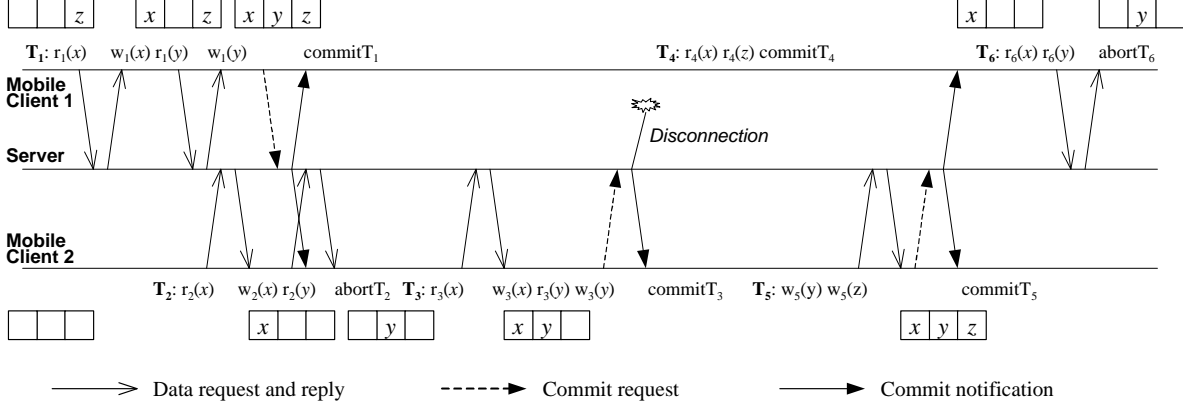 z x z x y z x y
T₁: r₁(x) w₁(x) r₁(y) w₁(y) commitT₁ T₄: r₄(x) r₄(z) commitT₄ T₆: r₆(x) r₆(y) abortT₆
Mobile
Client 1
Disconnection
Server
Mobile
Client 2
T₂: r₂(x) w₂(x) r₂(y) abortT₂ T₃: r₃(x) w₃(x) r₃(y) w₃(y) commitT₃ T₅: w₅(y) w₅(z) commitT₅
x y x y x y z
Data request and reply Commit request Commit notification